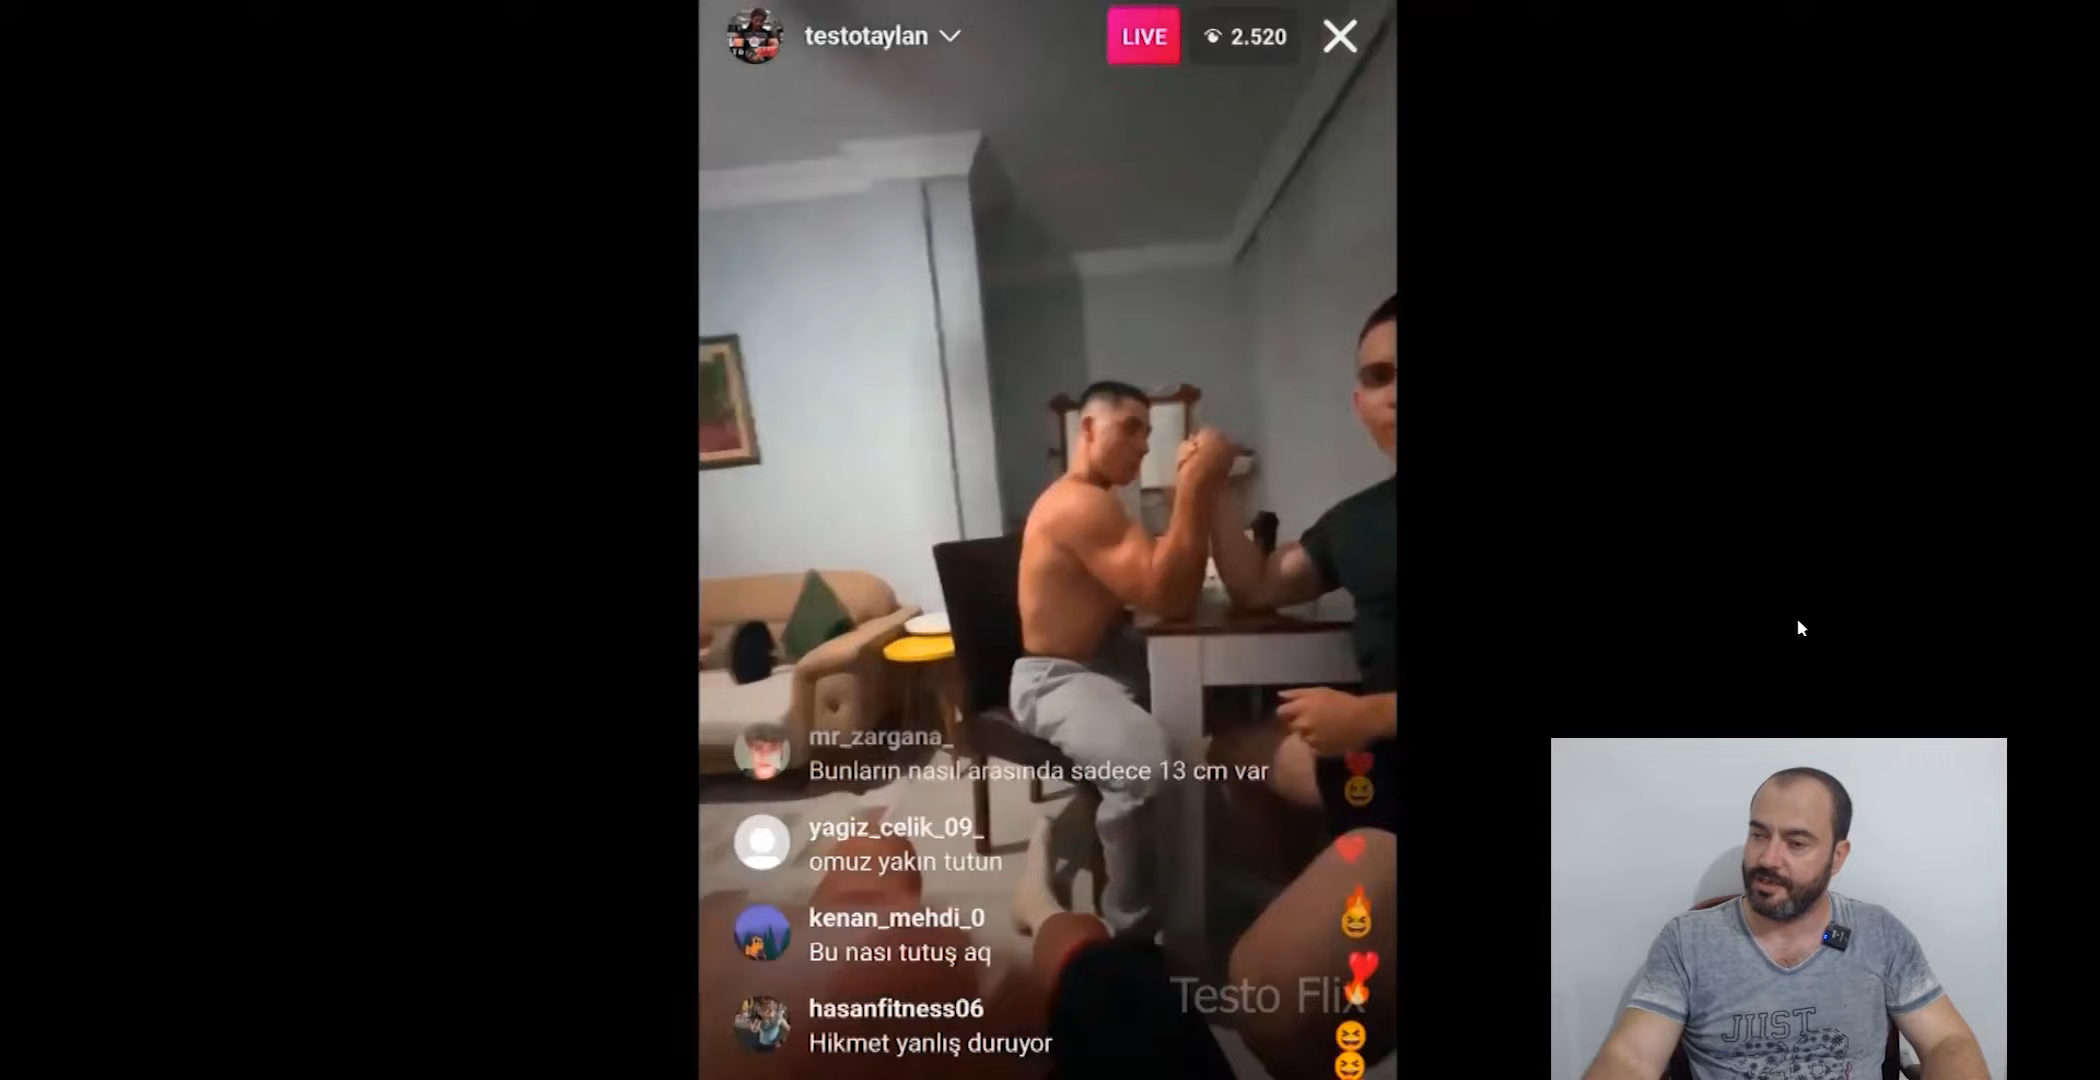 testotaylan
LIVE
2.520
mr_zargana_
Bunların nasıl arasında sadece 13 cm var
yagiz_celik_09_
omuz yakın tutun
kenan_mehdi_0
Bu nası tutuş aq
hasanfitness06
Hikmet yanlış duruyor
Testo Flix
JUST